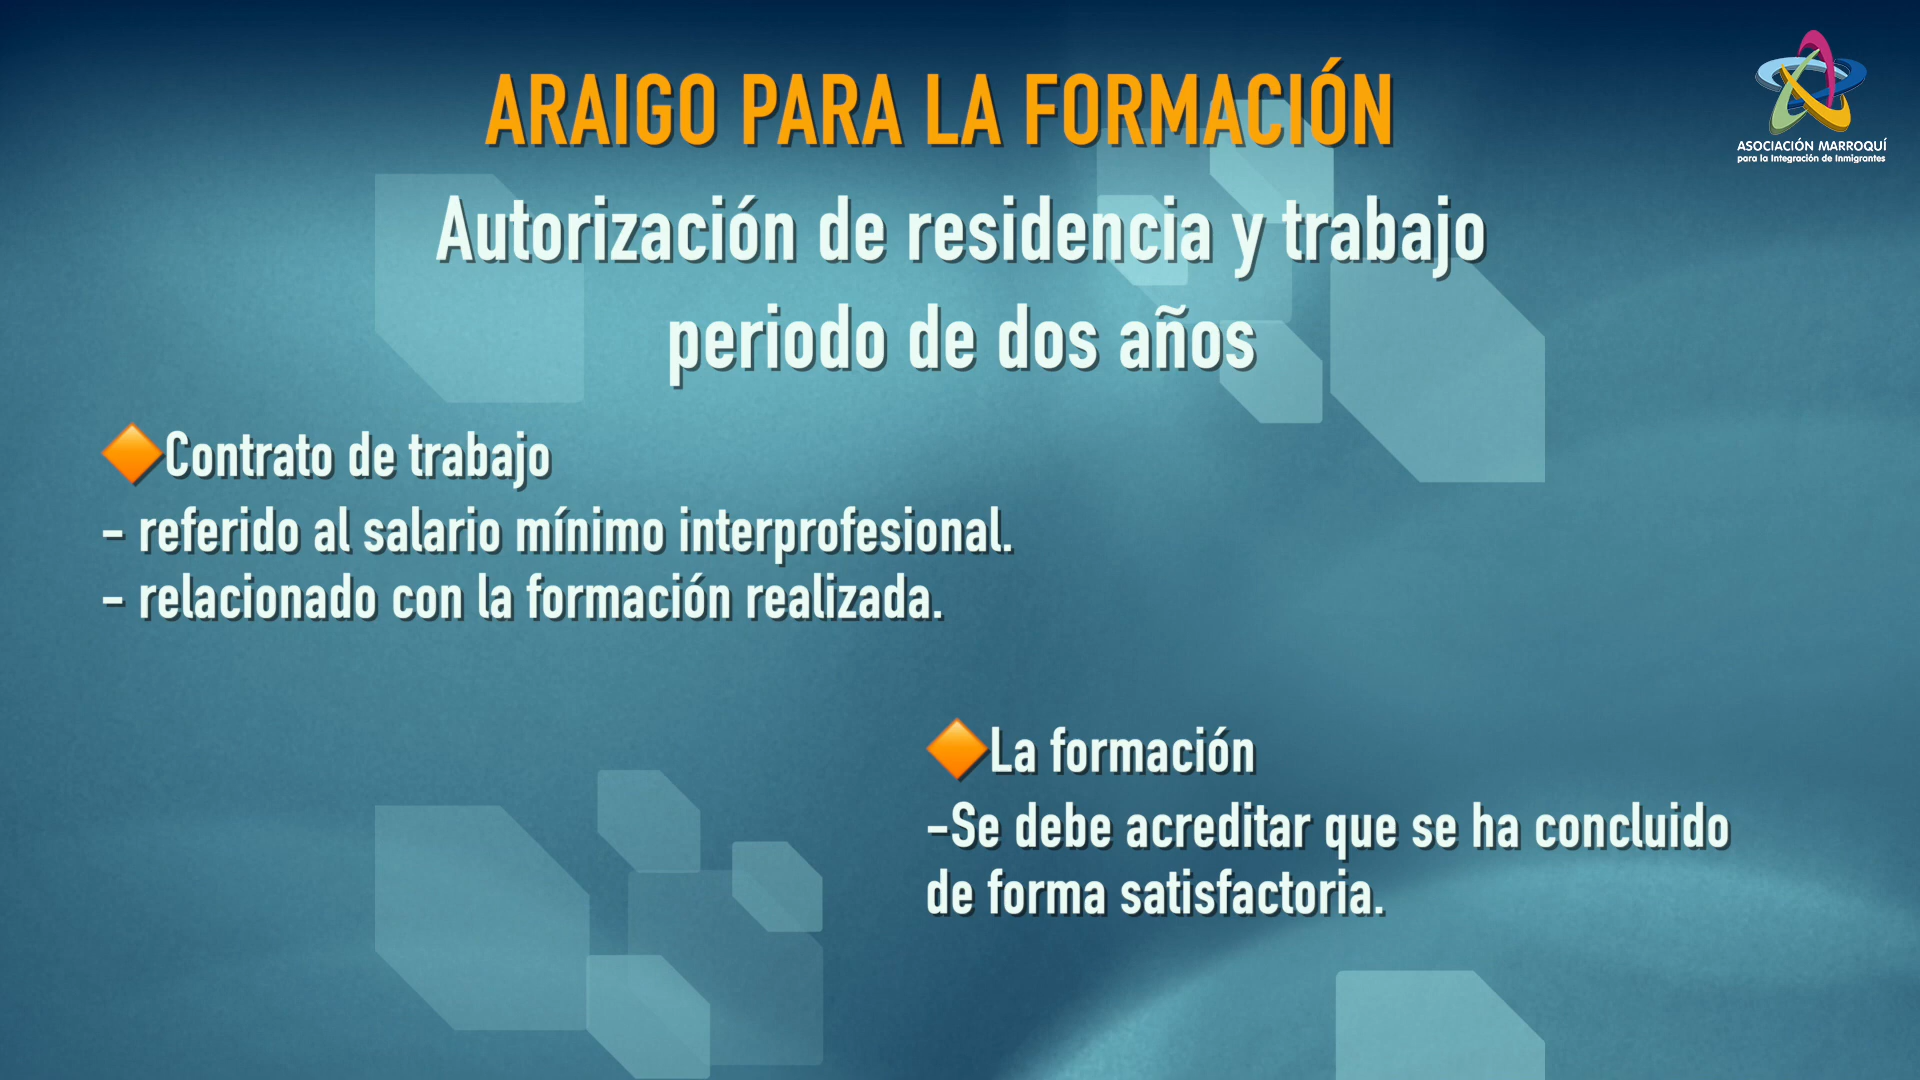 ARAIGO PARA LA FORMACIÓN
ASOCIACIÓN MARROQUÍ
para la Integración de Inmigrantes
Autorización de residencia y trabajo
periodo de dos años
🔶Contrato de trabajo
- referido al salario mínimo interprofesional.
- relacionado con la formación realizada.
🔶La formación
-Se debe acreditar que se ha concluido
de forma satisfactoria.